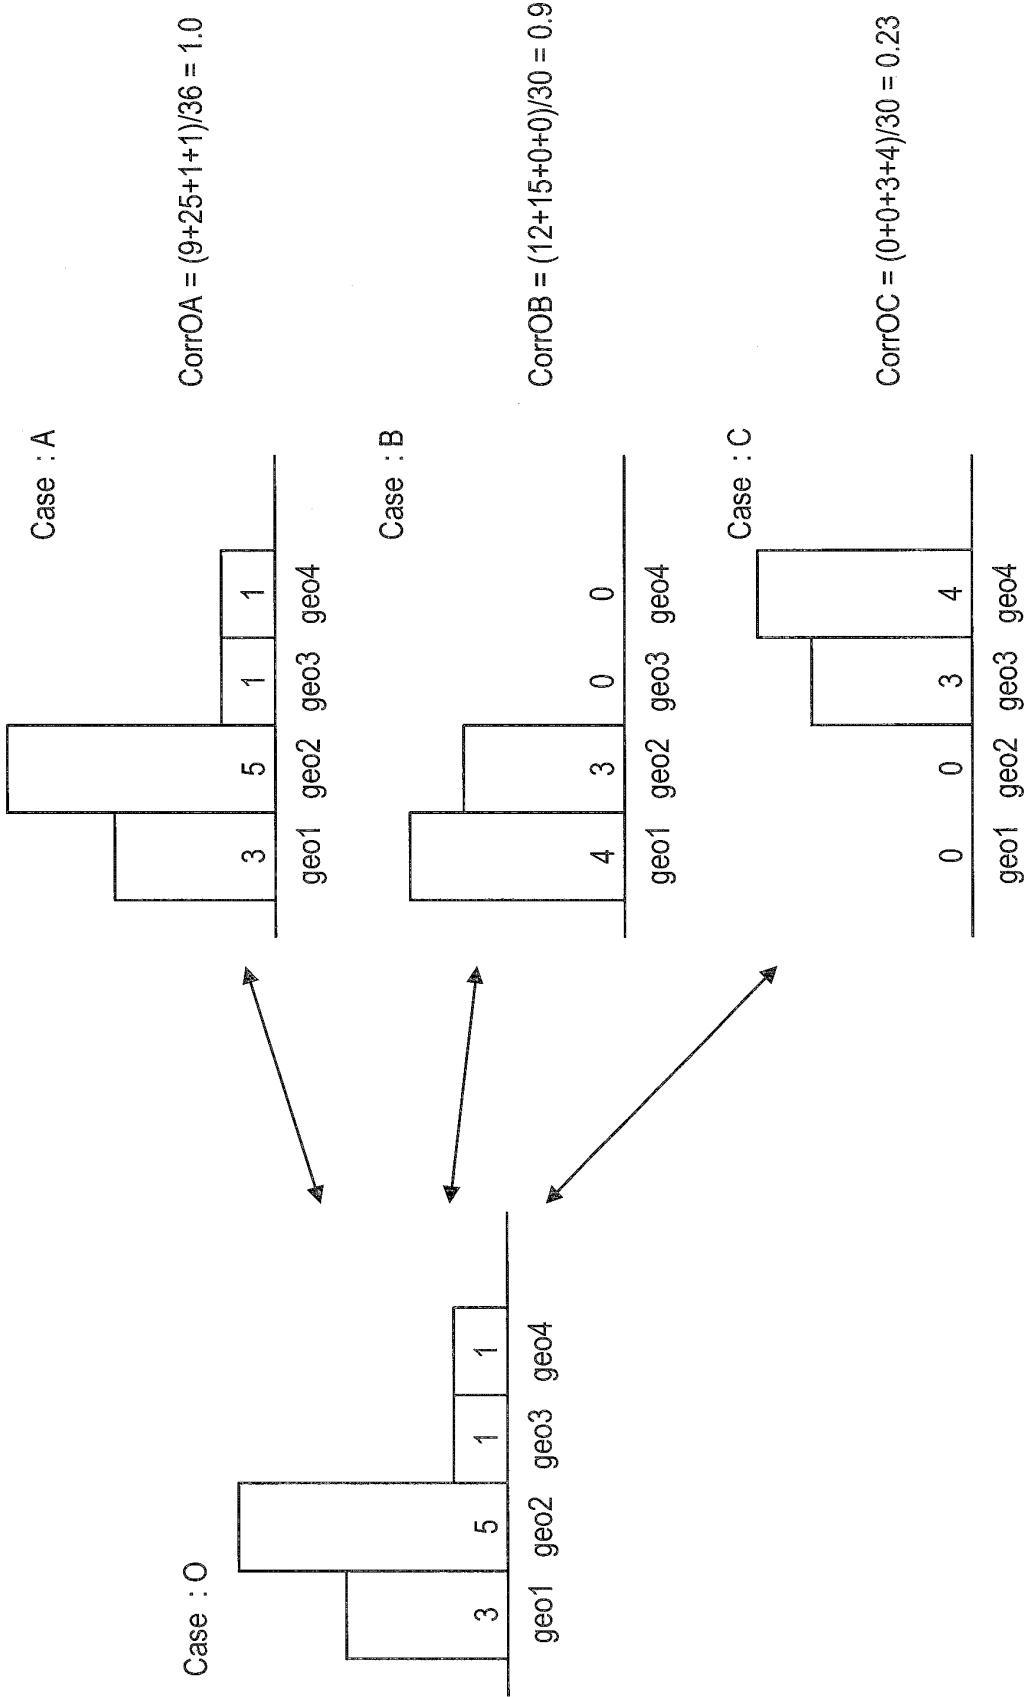 Case : O
3 5 1 1
geo1 geo2 geo3 geo4
Case : A
3 5 1 1
geo1 geo2 geo3 geo4
CorrOA = (9+25+1+1)/36 = 1.0
Case : B
4 3 0 0
geo1 geo2 geo3 geo4
CorrOB = (12+15+0+0)/30 = 0.9
Case : C
0 0 3 4
geo1 geo2 geo3 geo4
CorrOC = (0+0+3+4)/30 = 0.23